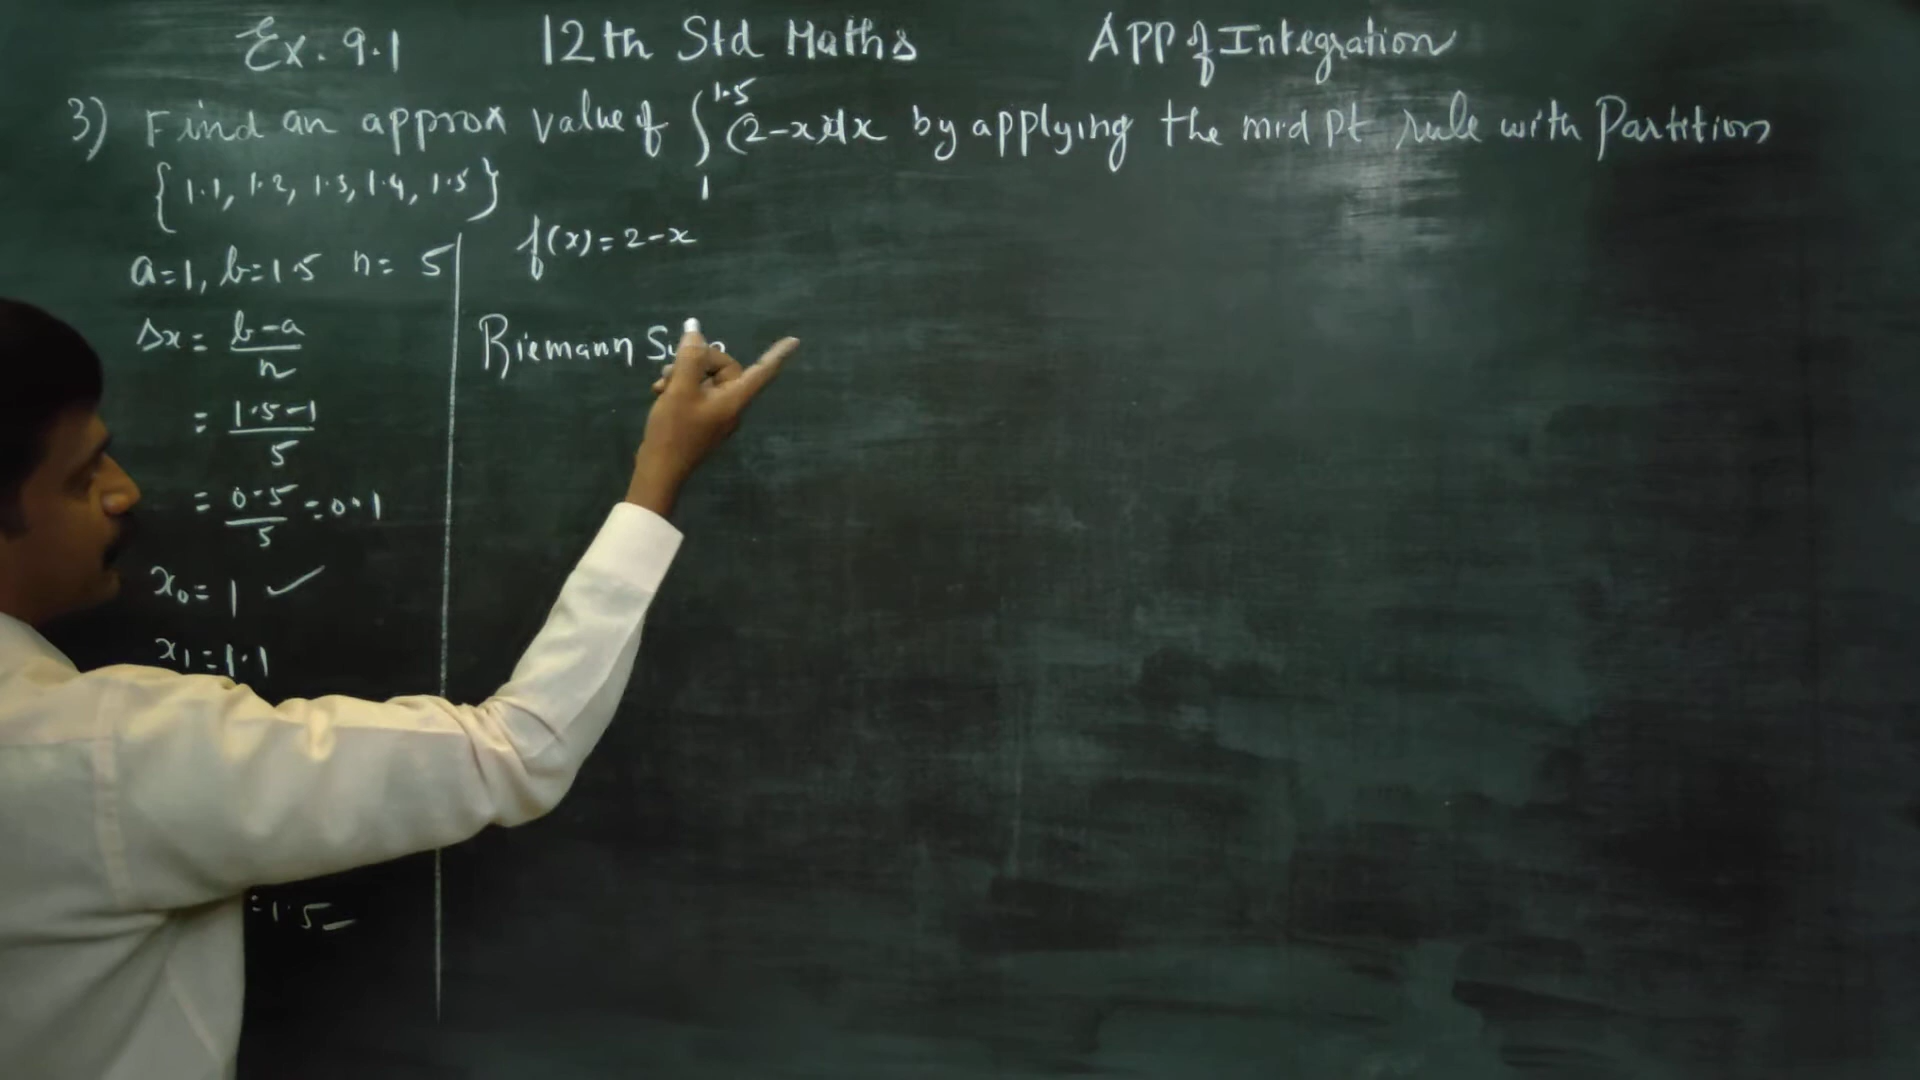 Ex. 9.1 12th Std Maths APP of Integration
3) Find an approx value of ∫₁^1.5 (2-x)dx by applying the mid pt rule with Partition
{1.1, 1.2, 1.3, 1.4, 1.5}
a=1, b=1.5 n= 5
f(x)=2-x
Δx = (b-a)/n
Riemann
= (1.5-1)/5
= 0.5/5 = 0.1
x₀= 1 ✓
x₁=1.1
=1.5